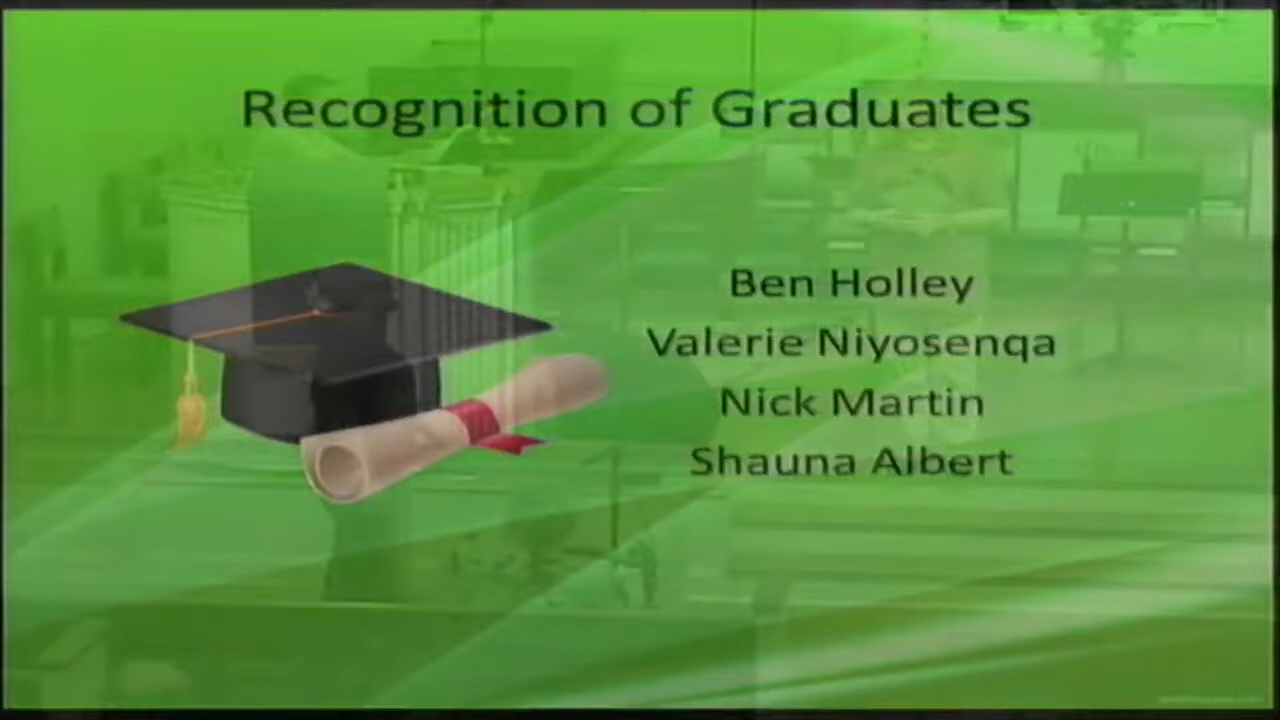 Recognition of Graduates
Ben Holley
Valerie Niyosenqa
Nick Martin
Shauna Albert